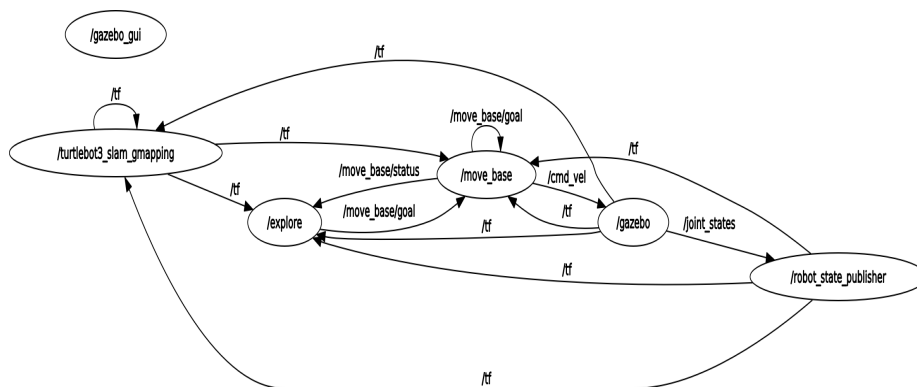 /gazebo_gui
/tf
/tf
/move_base/goal
/tf
/tf
/turtlebot3_slam_gmapping
/move_base/status
/move_base
/cmd_vel
/tf
/move_base/goal
/tf
/explore
/tf
/gazebo
/joint_states
/tf
/robot_state_publisher
/tf